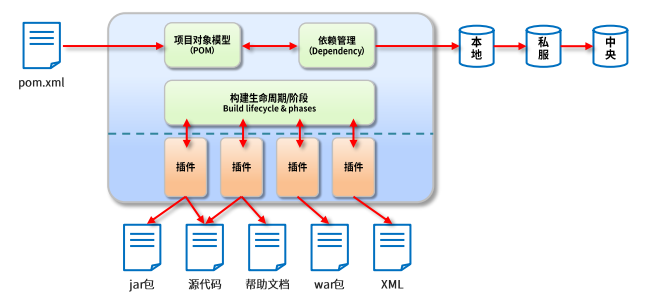 项目对象模型
(POM)
依赖管理
(Dependency)
本地
私服
中央
pom.xml
构建生命周期/阶段
Build lifecycle & phases
插件
插件
插件
插件
jar包
源代码
帮助文档
war包
XML